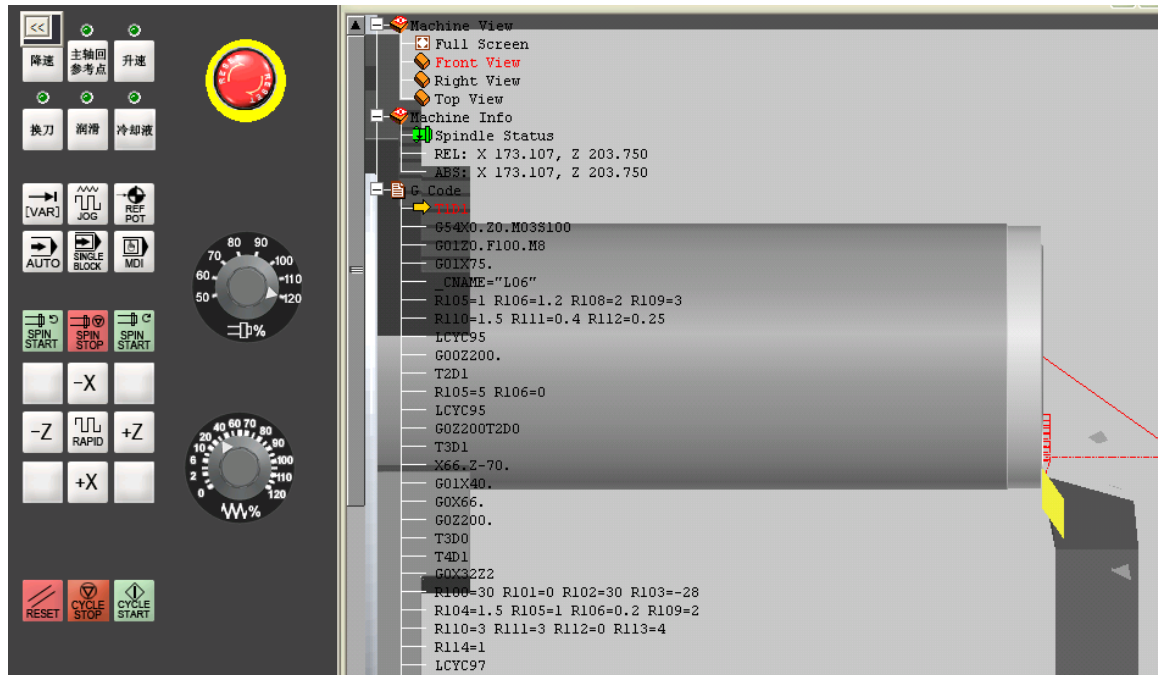 <<
降速
主轴回
参考点
升速
换刀
润滑
冷却液
RESET
RESET
[VAR]
JOG
REF
POT
AUTO
SINGLE
BLOCK
MDI
50 60 70 80 90 100 110 120
%
SPIN
START
SPIN
STOP
SPIN
START
-X
-Z
RAPID
+Z
+X
0 2 6 10 20 40 60 70 80 90 100 110 120
%
RESET
CYCLE
STOP
CYCLE
START
Machine View
Full Screen
Front View
Right View
Top View
Machine Info
Spindle Status
REL: X 173.107, Z 203.750
ABS: X 173.107, Z 203.750
G Code
T1D1
G54X0.Z0.M03S100
G01Z0.F100.M8
G01X75.
_CNAME="L06"
R105=1 R106=1.2 R108=2 R109=3
R110=1.5 R111=0.4 R112=0.25
LCYC95
G00Z200.
T2D1
R105=5 R106=0
LCYC95
G0Z200T2D0
T3D1
X66.Z-70.
G01X40.
G0X66.
G0Z200.
T3D0
T4D1
G0X32Z2
R100=30 R101=0 R102=30 R103=-28
R104=1.5 R105=1 R106=0.2 R109=2
R110=3 R111=3 R112=0 R113=4
R114=1
LCYC97